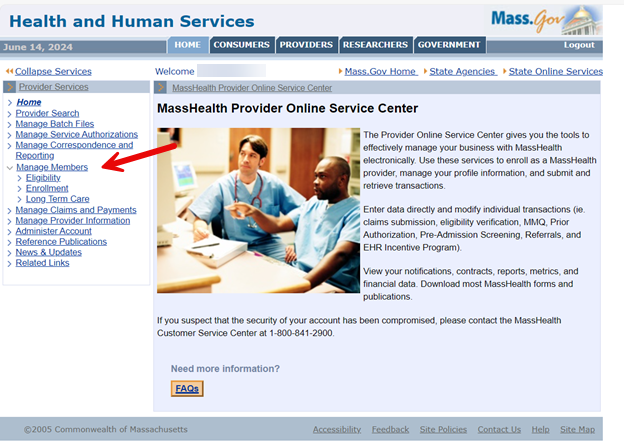 Health and Human Services
Mass.Gov
June 14, 2024
HOME CONSUMERS PROVIDERS RESEARCHERS GOVERNMENT
Logout
Collapse Services
Welcome
Mass.Gov Home State Agencies State Online Services
Provider Services
Home
Provider Search
Manage Batch Files
Manage Service Authorizations
Manage Correspondence and
Reporting
Manage Members
Eligibility
Enrollment
Long Term Care
Manage Claims and Payments
Manage Provider Information
Administer Account
Reference Publications
News & Updates
Related Links
MassHealth Provider Online Service Center
MassHealth Provider Online Service Center
The Provider Online Service Center gives you the tools to
effectively manage your business with MassHealth
electronically. Use these services to enroll as a MassHealth
provider, manage your profile information, and submit and
retrieve transactions.
Enter data directly and modify individual transactions (ie.
claims submission, eligibility verification, MMQ, Prior
Authorization, Pre-Admission Screening, Referrals, and
EHR Incentive Program).
View your notifications, contracts, reports, metrics, and
financial data. Download most MassHealth forms and
publications.
If you suspect that the security of your account has been compromised, please contact the MassHealth
Customer Service Center at 1-800-841-2900.
Need more information?
FAQs
©2005 Commonwealth of Massachusetts
Accessibility Feedback Site Policies Contact Us Help Site Map